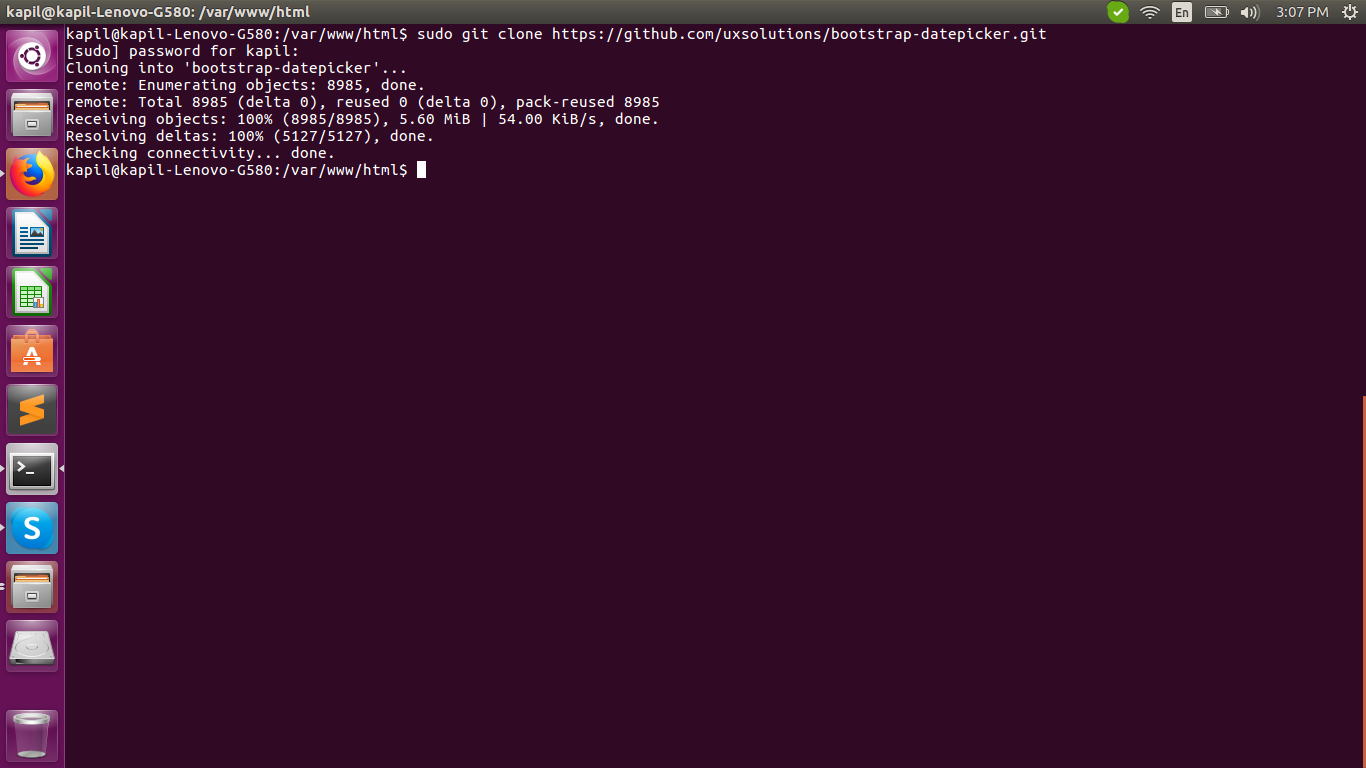 kapil@kapil-Lenovo-G580: /var/www/html
En
3:07 PM
kapil@kapil-Lenovo-G580:/var/www/html$ sudo git clone https://github.com/uxsolutions/bootstrap-datepicker.git
[sudo] password for kapil:
Cloning into 'bootstrap-datepicker'...
remote: Enumerating objects: 8985, done.
remote: Total 8985 (delta 0), reused 0 (delta 0), pack-reused 8985
Receiving objects: 100% (8985/8985), 5.60 MiB | 54.00 KiB/s, done.
Resolving deltas: 100% (5127/5127), done.
Checking connectivity... done.
kapil@kapil-Lenovo-G580:/var/www/html$